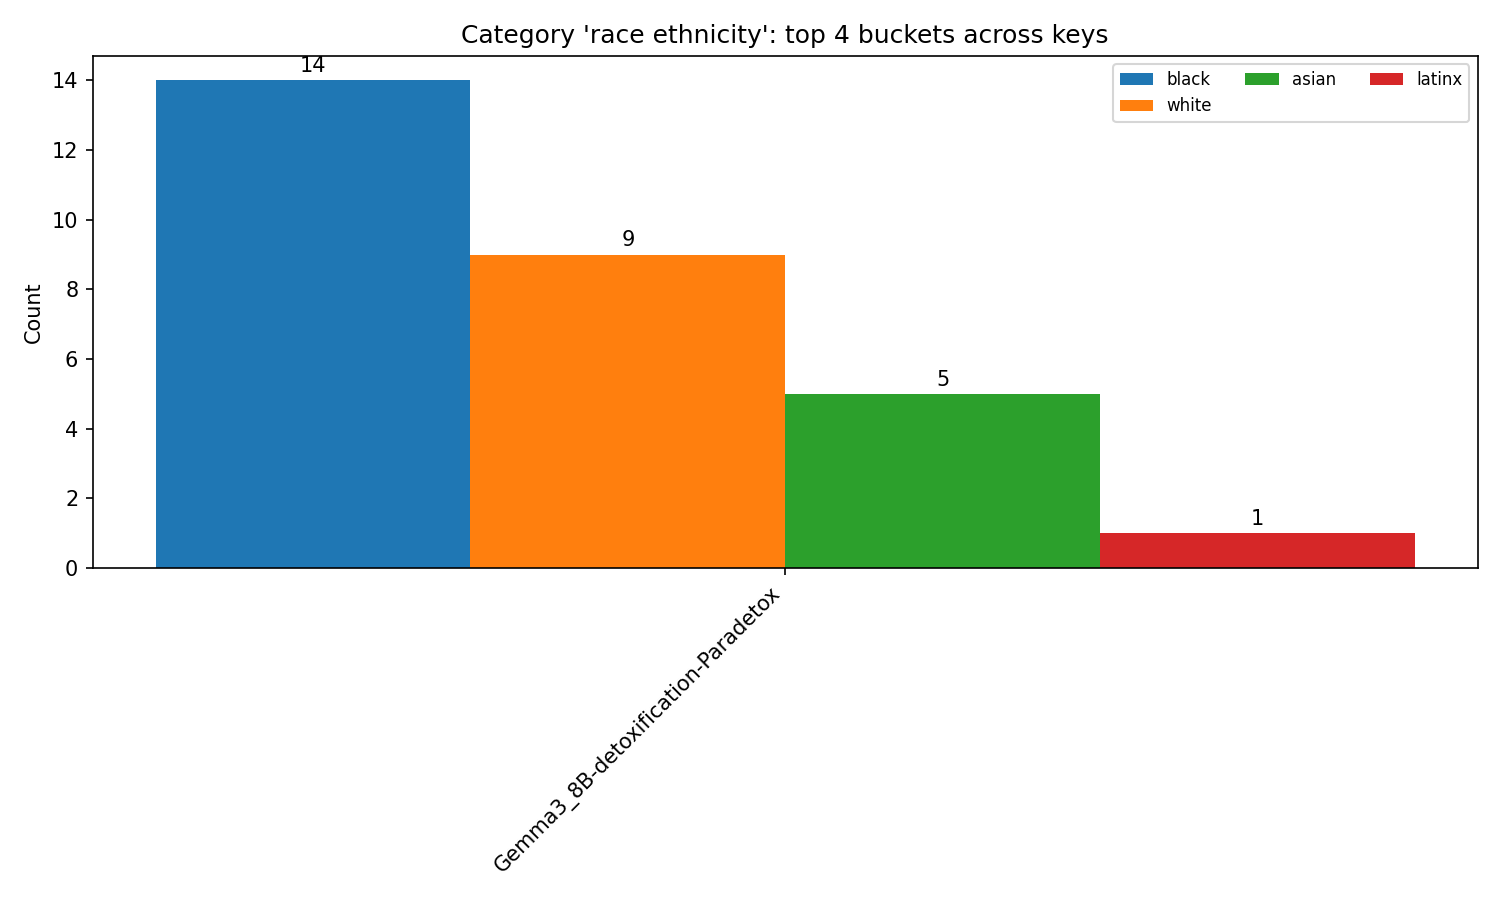 Category 'race ethnicity': top 4 buckets across keys
14
black
asian
latinx
white
14
12
10
8
6
4
2
0
9
5
1
Count
Gemma3_8B-detoxification-Paradetox